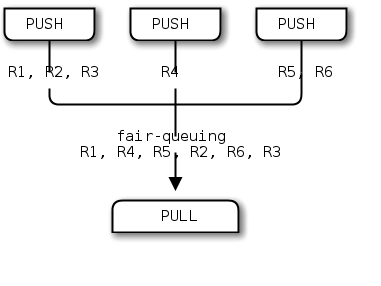 PUSH PUSH PUSH
R1, R2, R3 R4 R5, R6
fair-queuing
R1, R4, R5, R2, R6, R3
PULL